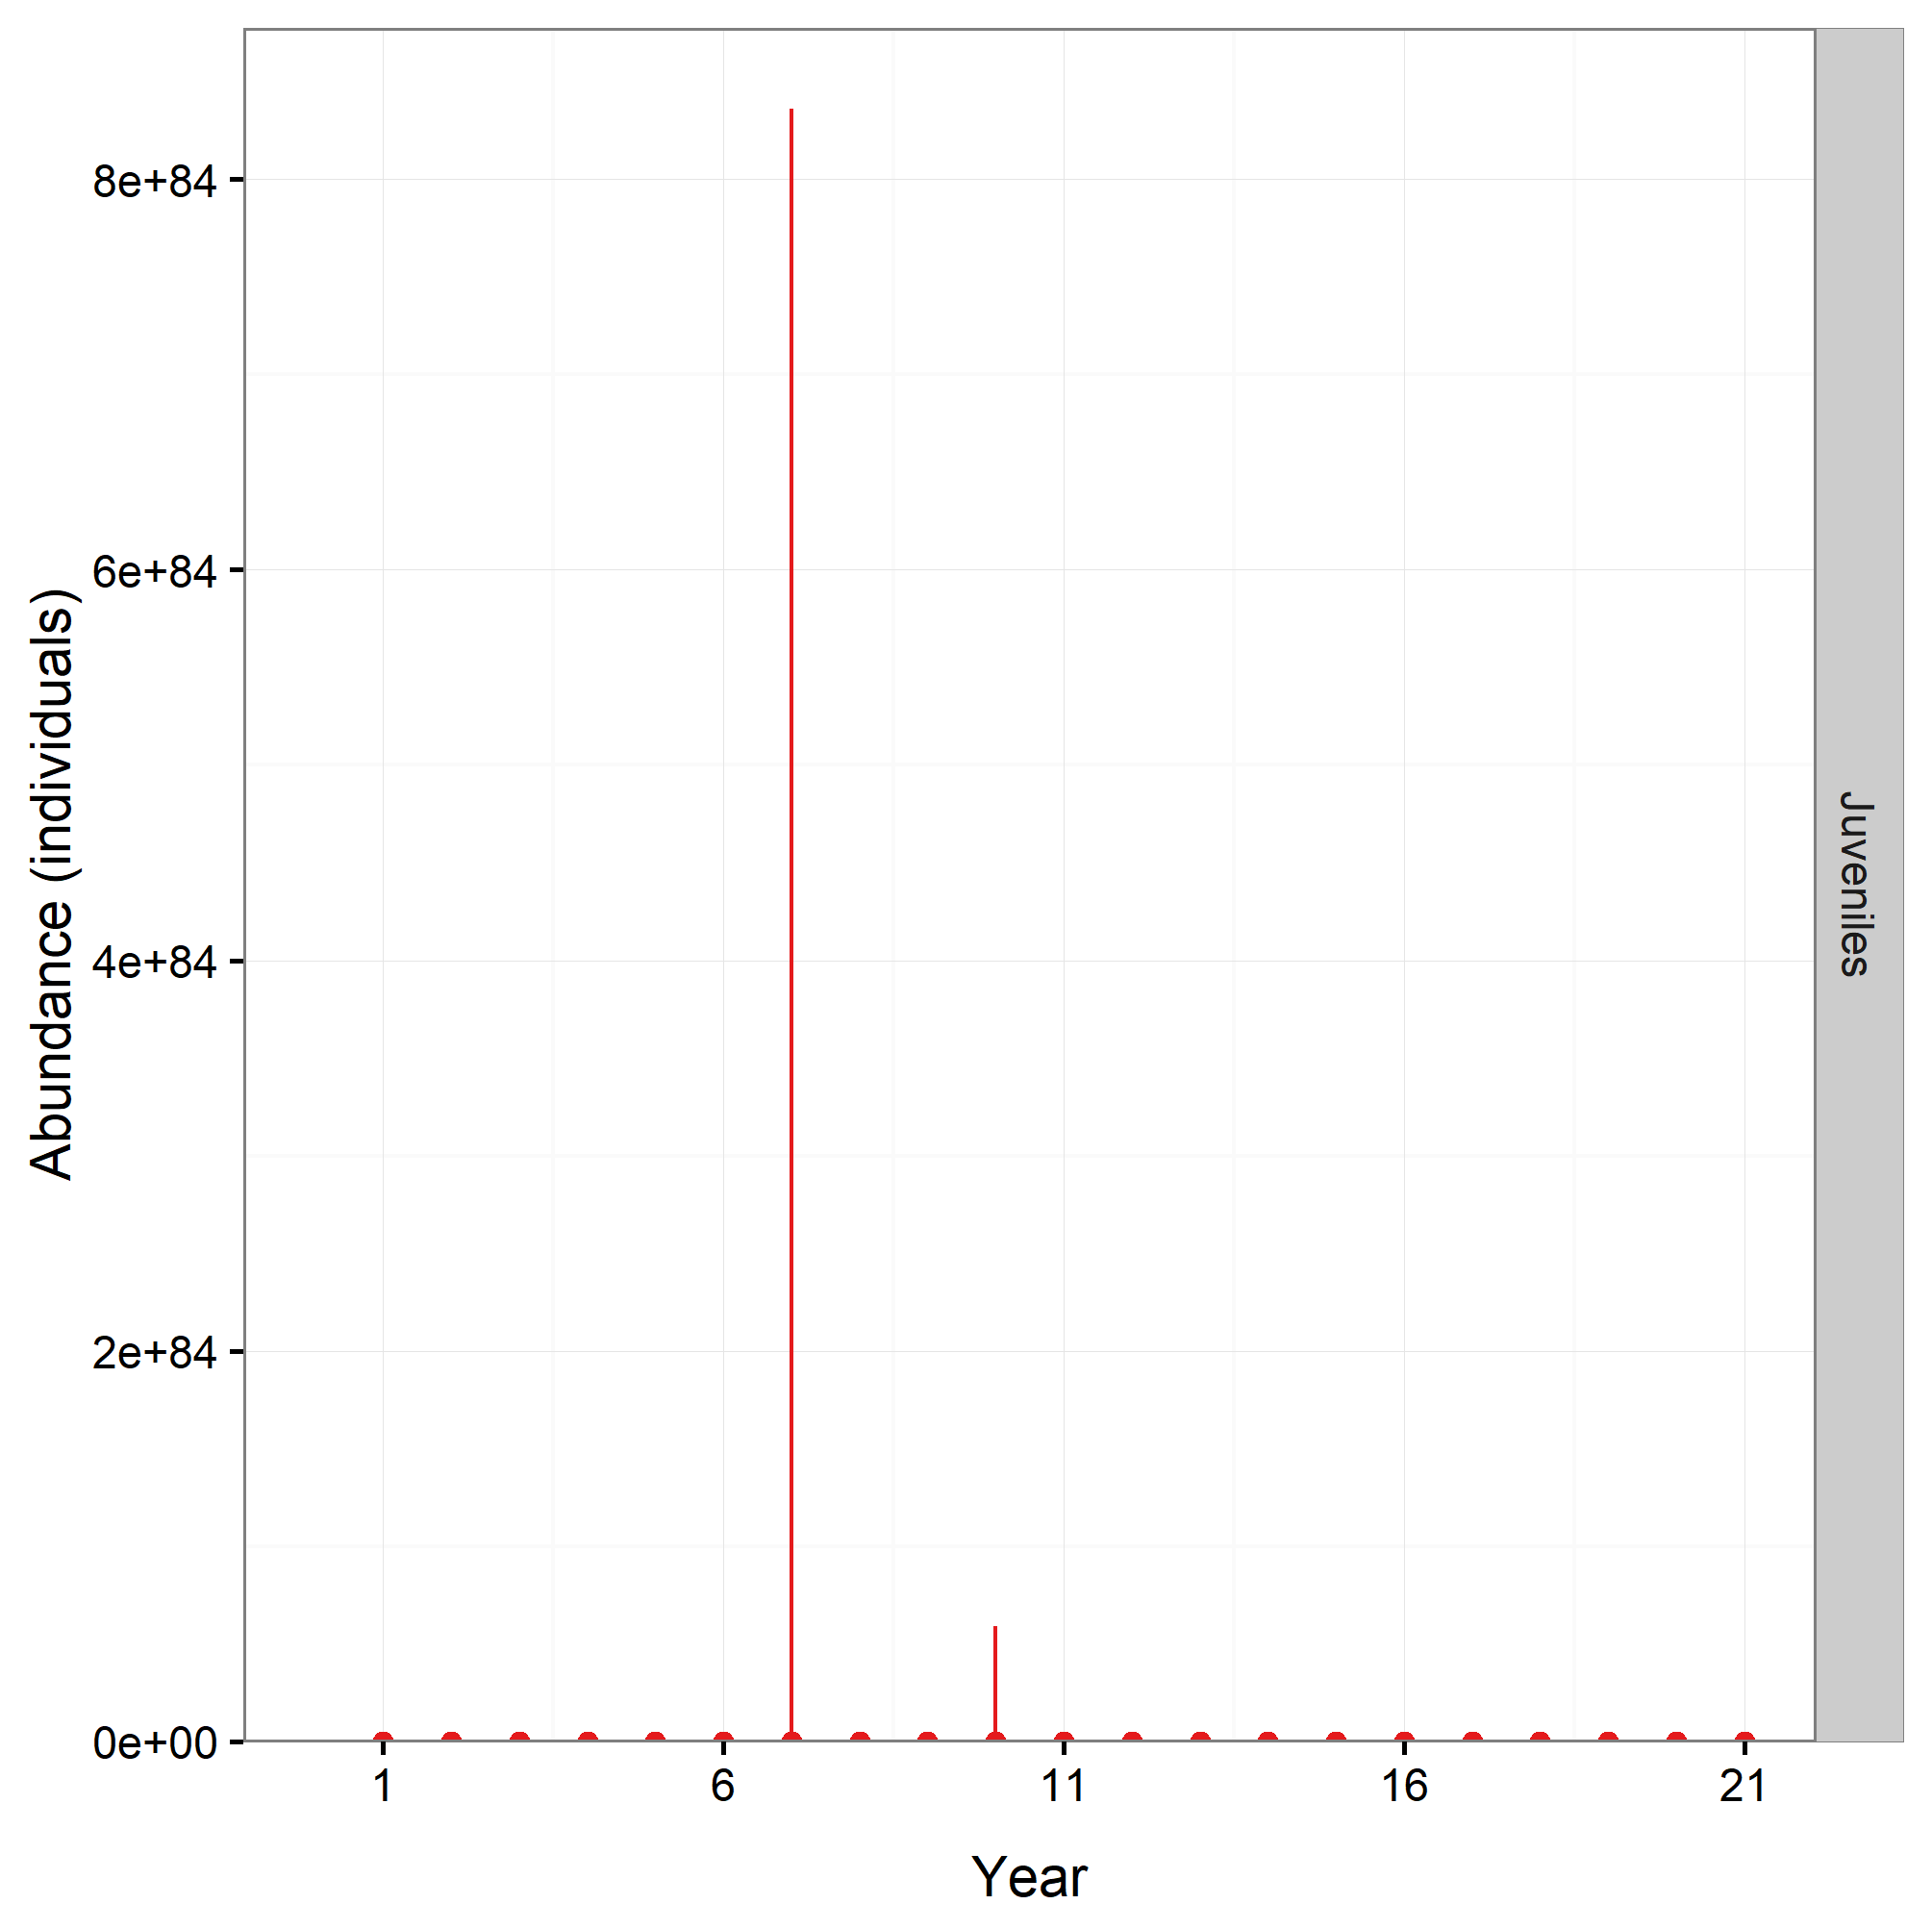 Abundance (individuals)
8e+84
6e+84
4e+84
2e+84
0e+00
1 6 11 16 21
Year
Juveniles